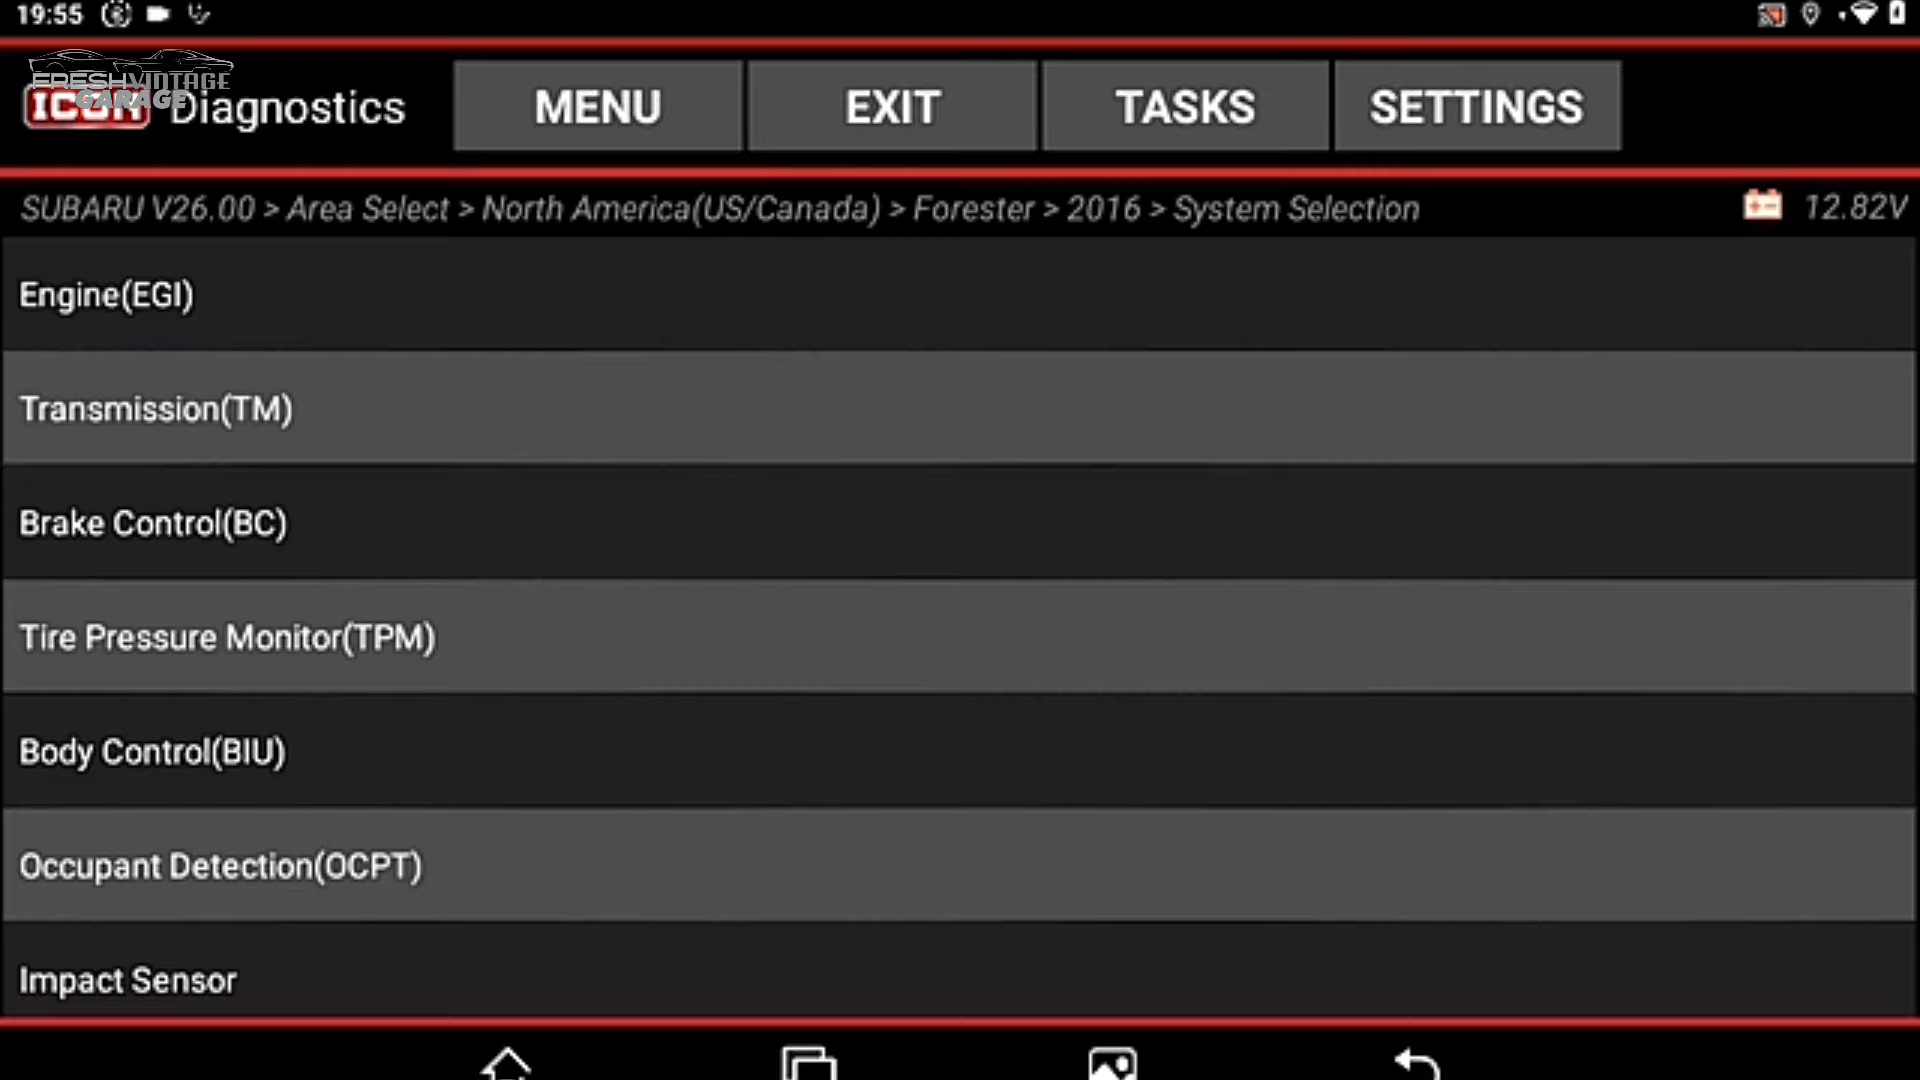 19:55
FRESHVINTAGE
GARAGE
ICON Diagnostics
MENU
EXIT
TASKS
SETTINGS
SUBARU V26.00 > Area Select > North America(US/Canada) > Forester > 2016 > System Selection
12.82V
Engine(EGI)
Transmission(TM)
Brake Control(BC)
Tire Pressure Monitor(TPM)
Body Control(BIU)
Occupant Detection(OCPT)
Impact Sensor